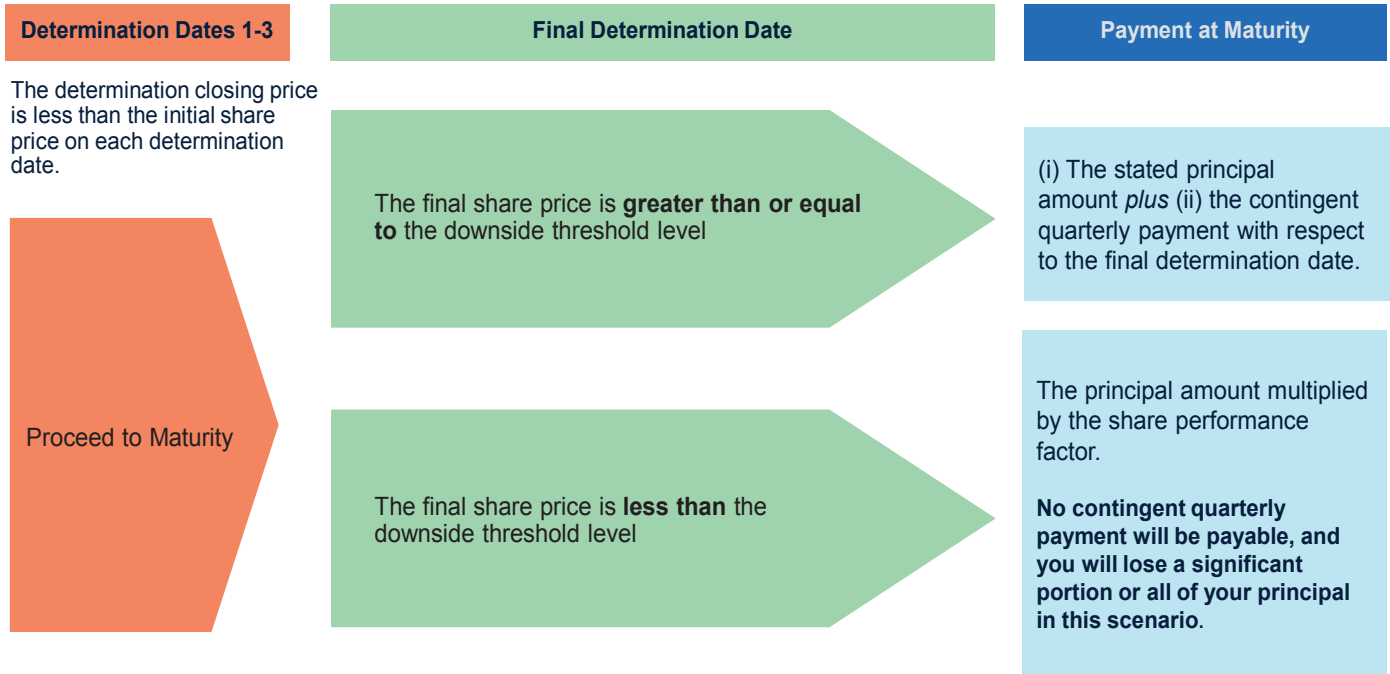 Determination Dates 1-3
Final Determination Date
Payment at Maturity
The determination closing price
is less than the initial share
price on each determination
date.
Proceed to Maturity
The final share price is greater than or equal
to the downside threshold level
(i) The stated principal
amount plus (ii) the contingent
quarterly payment with respect
to the final determination date.
The final share price is less than the
downside threshold level
The principal amount multiplied
by the share performance
factor.
No contingent quarterly
payment will be payable, and
you will lose a significant
portion or all of your principal
in this scenario.